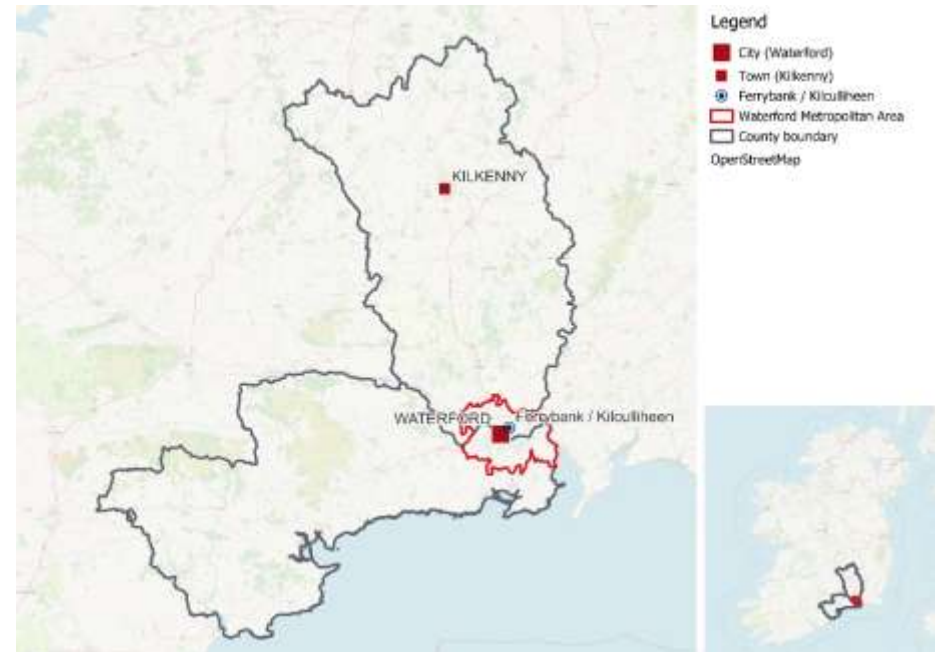 Legend
City (Waterford)
Town (Kilkenny)
Ferrybank / Kilculliheen
Waterford Metropolitan Area
County boundary
OpenStreetMap
KILKENNY
WATERFORD
Ferrybank / Kilculliheen